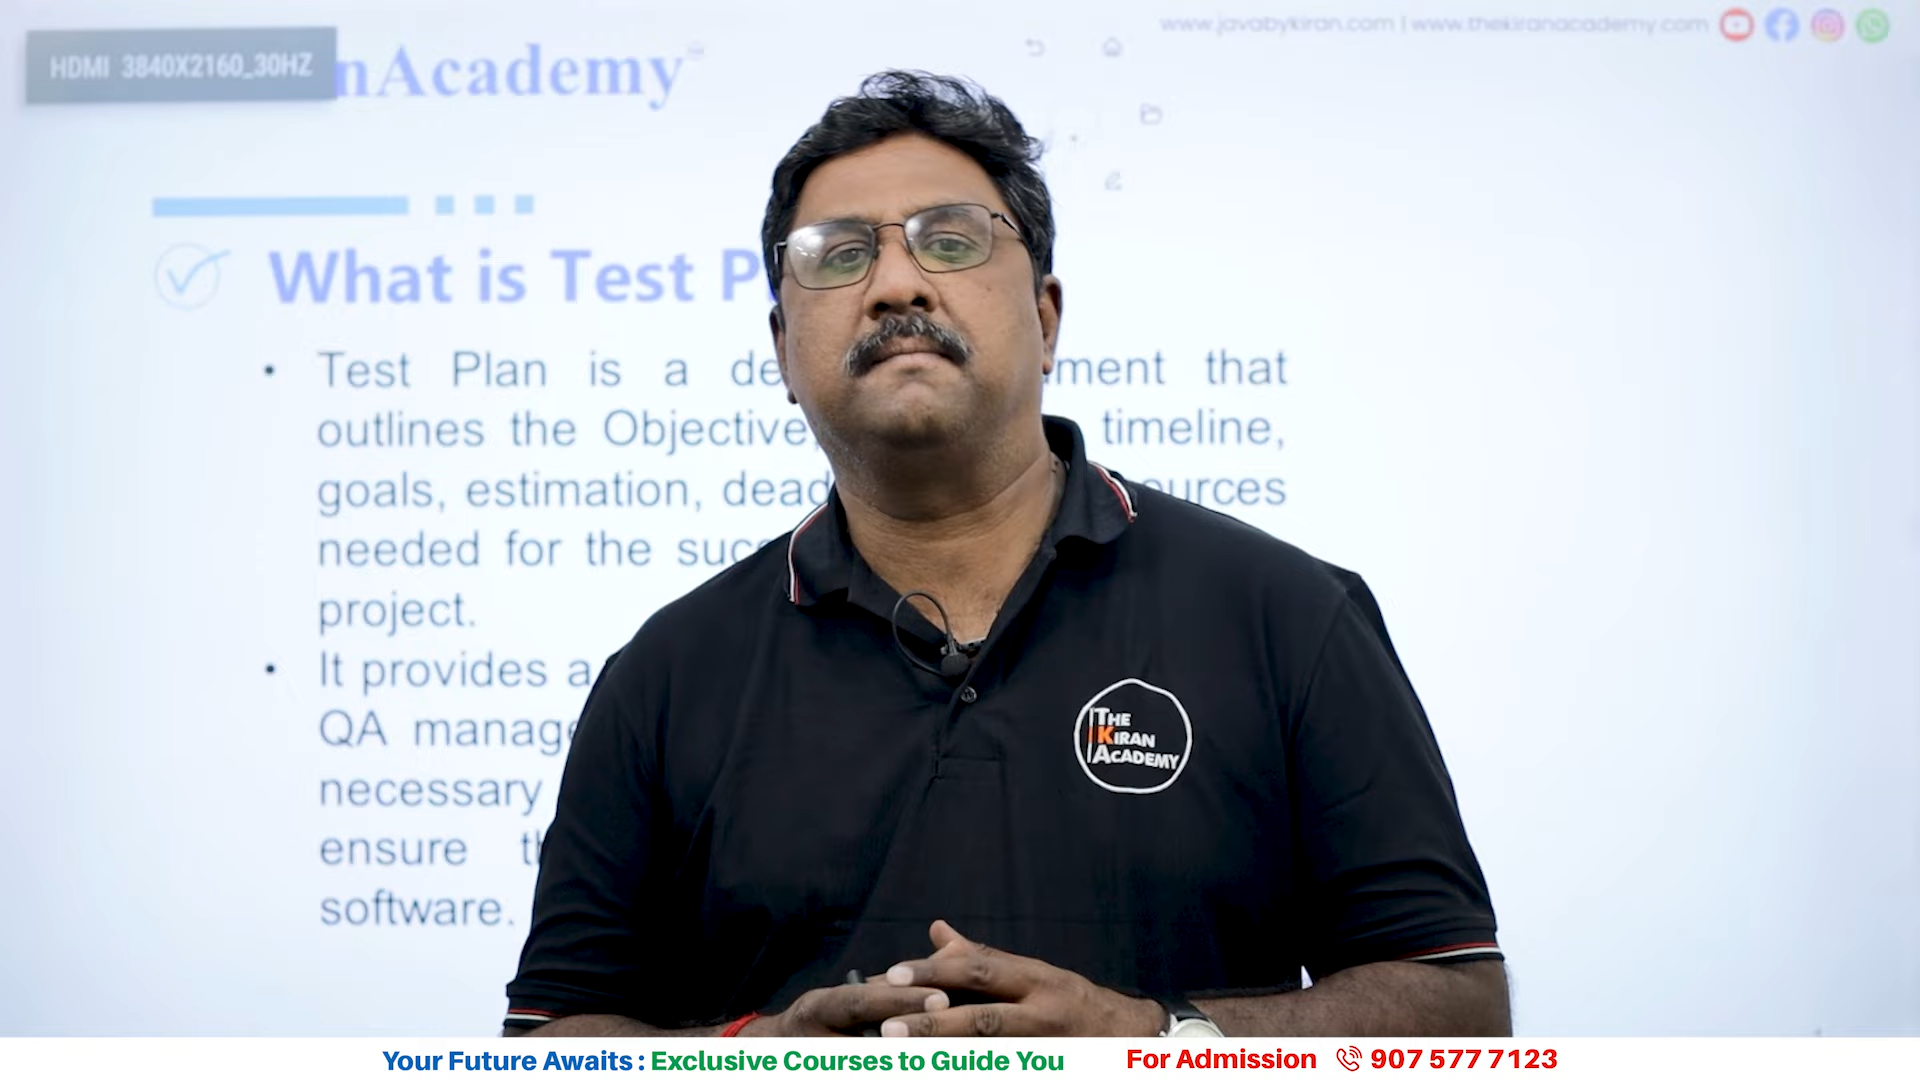 www.javabykiran.com | www.thekiranacademy.com
HDMI 3840X2160_30HZ
nAcademy
What is Test P
• Test Plan is a de ment that
outlines the Objective, timeline,
goals, estimation, dead urces
needed for the succ
project.
• It provides a
QA manage
necessary
ensure th
software.
THE
KIRAN
ACADEMY
Your Future Awaits : Exclusive Courses to Guide You
For Admission 907 577 7123